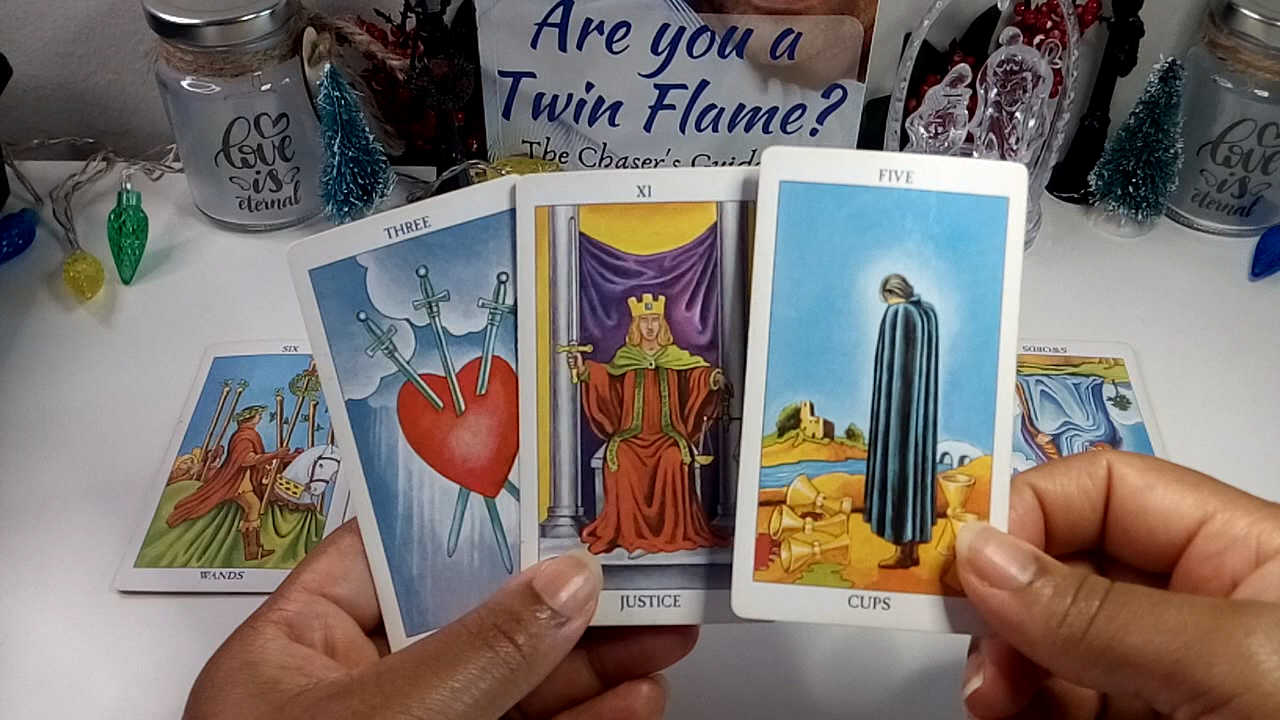 Are you a
Twin Flame?
The Chaser's
love
is
eternal
love
is
eternal
THREE
XI
FIVE
JUSTICE
CUPS
SIX
WANDS
SWORDS